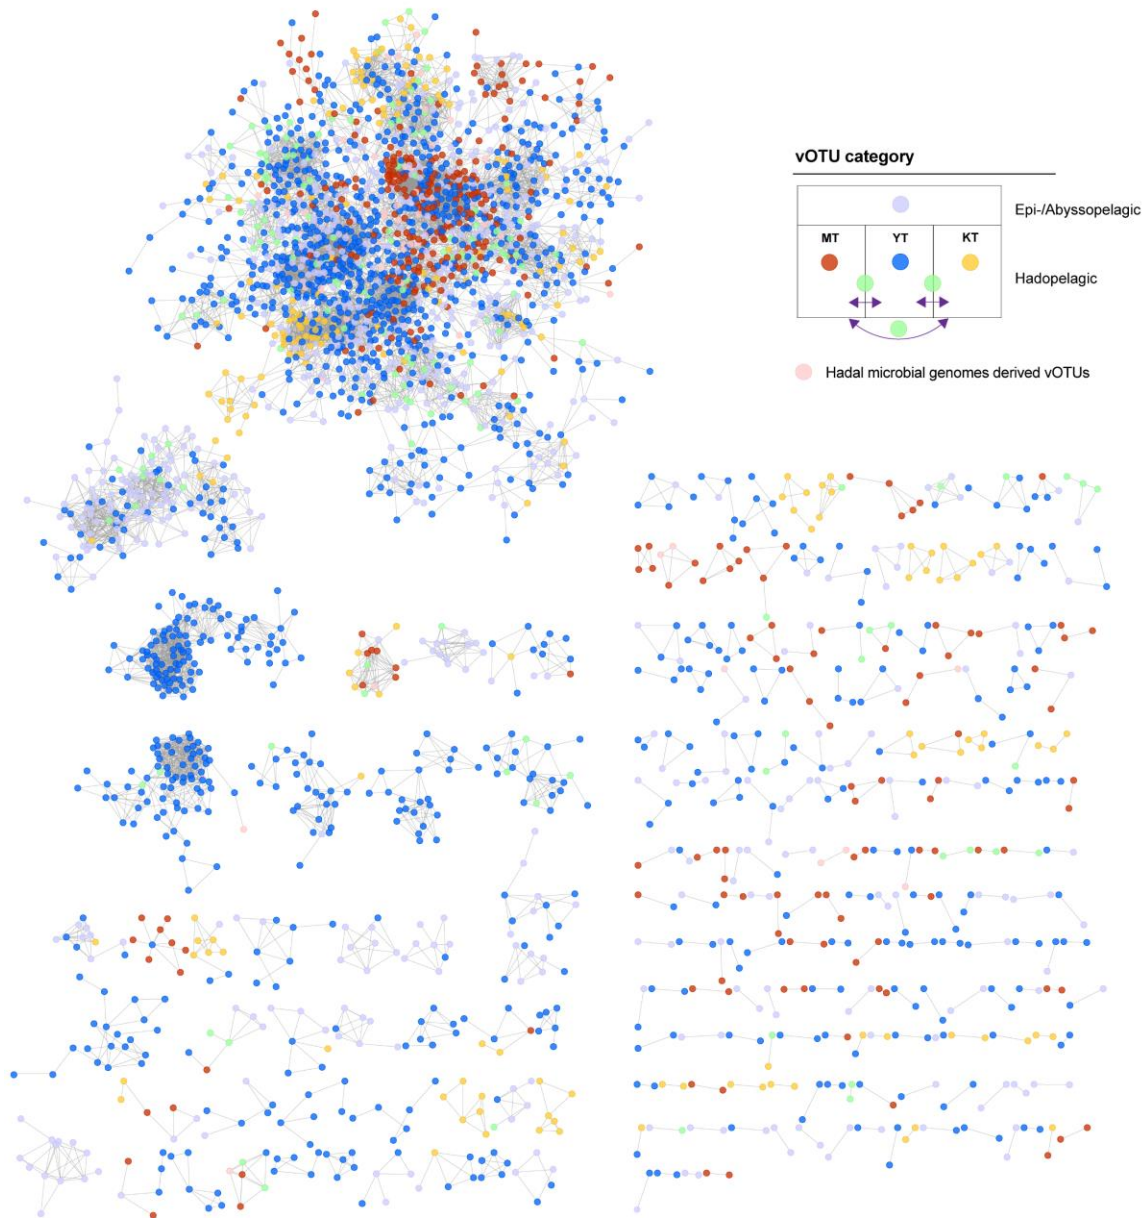 vOTU category
Epi-/Abyssopelagic
MT YT KT
Hadopelagic
Hadal microbial genomes derived vOTUs